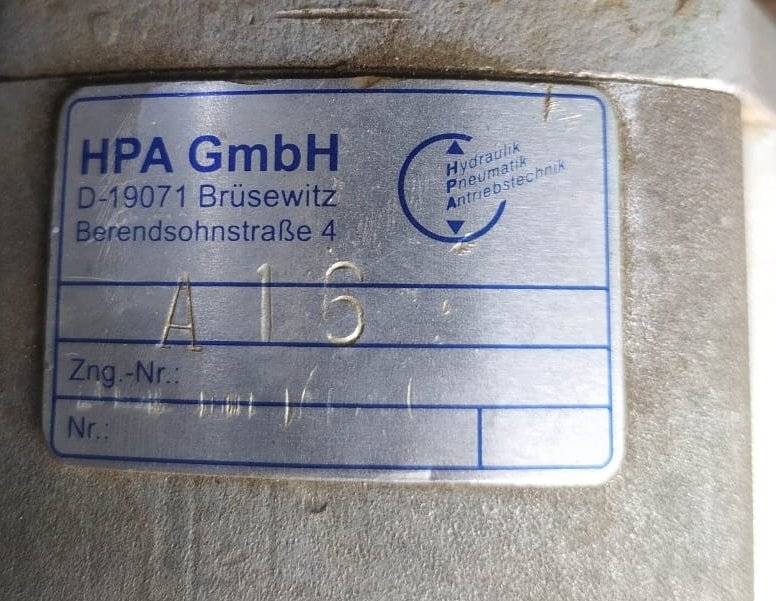 HPA GmbH
D-19071 Brüsewitz
Berendsohnstraße 4
Hydraulik
Pneumatik
Antriebstechnik
A 16
Zng.-Nr.:
Nr.: